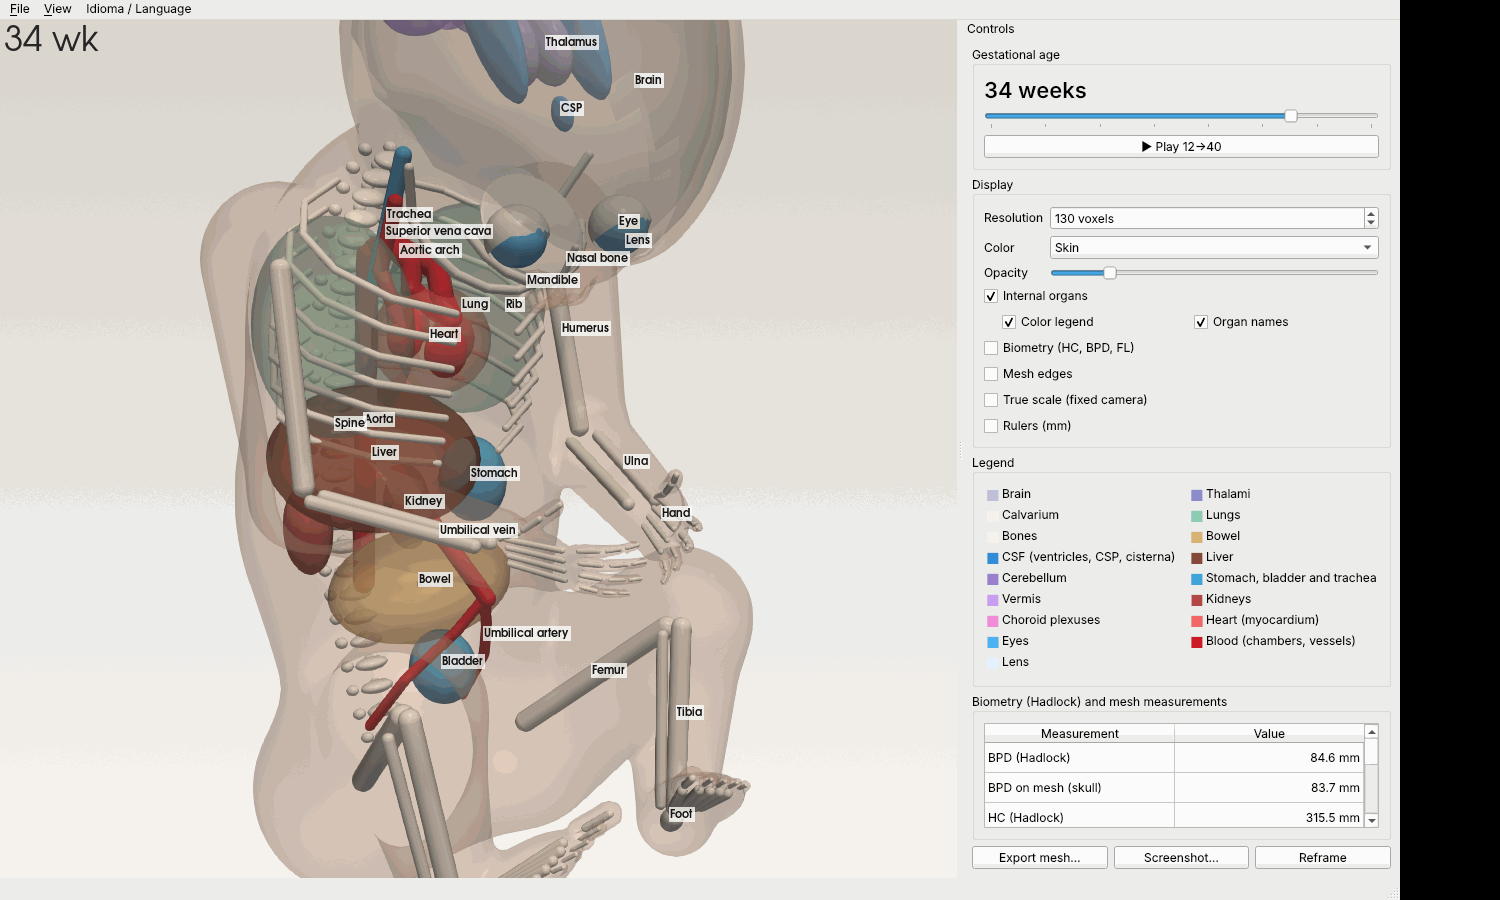 File View Idioma / Language
34 wk
Thalamus
Brain
CSP
Trachea
Superior vena cava
Aortic arch
Eye
Lens
Nasal bone
Mandible
Lung
Rib
Humerus
Heart
Spine
Aorta
Liver
Stomach
Ulna
Kidney
Hand
Umbilical vein
Bowel
Umbilical artery
Bladder
Femur
Tibia
Foot
Controls
Gestational age
34 weeks
▶ Play 12→40
Display
Resolution 130 voxels
Color Skin
Opacity
Internal organs
Color legend Organ names
Biometry (HC, BPD, FL)
Mesh edges
True scale (fixed camera)
Rulers (mm)
Legend
Brain Thalami
Calvarium Lungs
Bones Bowel
CSF (ventricles, CSP, cisterna) Liver
Cerebellum Stomach, bladder and trachea
Vermis Kidneys
Choroid plexuses Heart (myocardium)
Eyes Blood (chambers, vessels)
Lens
Biometry (Hadlock) and mesh measurements
Measurement Value
BPD (Hadlock) 84.6 mm
BPD on mesh (skull) 83.7 mm
HC (Hadlock) 315.5 mm
Export mesh... Screenshot... Reframe